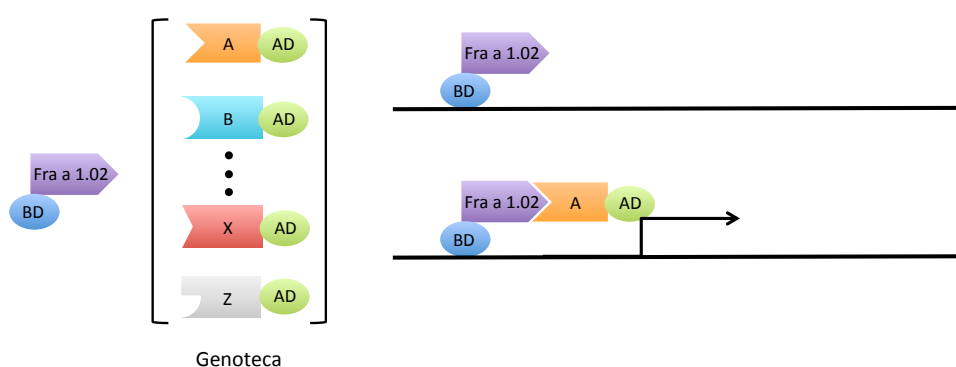 Fra a 1.02
BD
A AD
B AD
X AD
Z AD
Genoteca
Fra a 1.02
BD
Fra a 1.02 A AD
BD